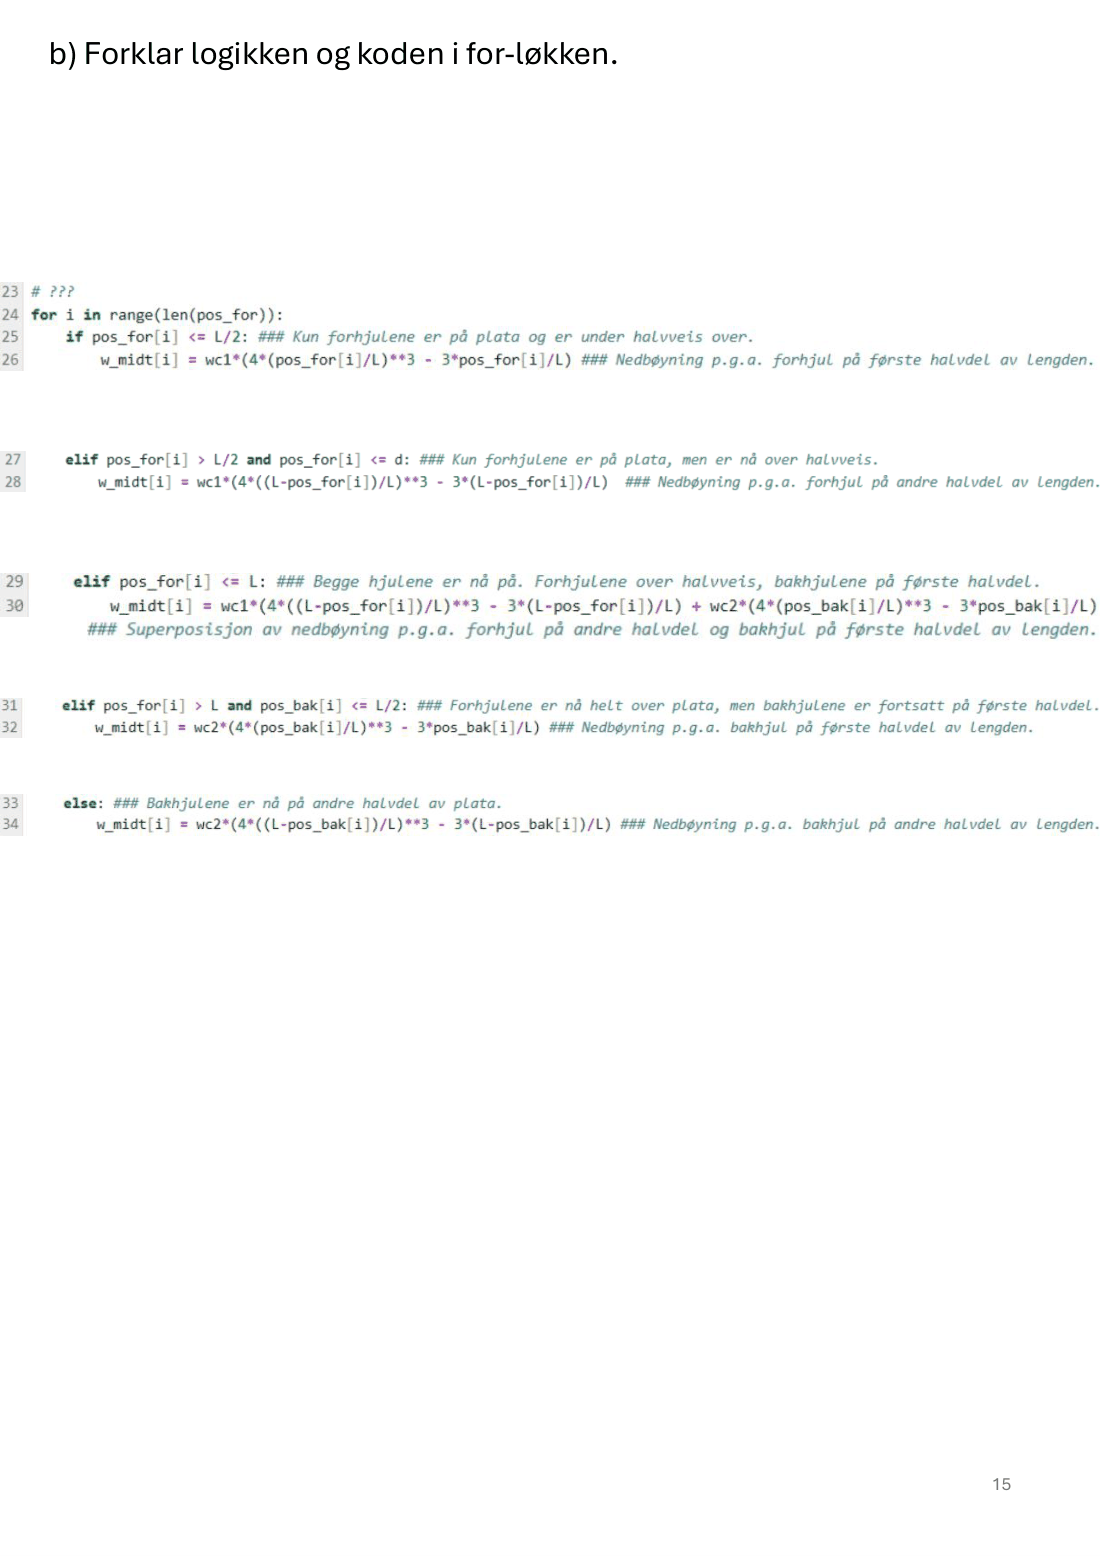 b) Forklar logikken og koden i for-løkken.
23 # ???
24 for i in range(len(pos_for)):
25 if pos_for[i] <= L/2: ### Kun forhjulene er på plata og er under halvveis over.
26 w_midt[i] = wc1*(4*(pos_for[i]/L)**3 - 3*pos_for[i]/L) ### Nedbøyning p.g.a. forhjul på første halvdel av lengden.
27 elif pos_for[i] > L/2 and pos_for[i] <= d: ### Kun forhjulene er på plata, men er nå over halvveis.
28 w_midt[i] = wc1*(4*((L-pos_for[i])/L)**3 - 3*(L-pos_for[i])/L) ### Nedbøyning p.g.a. forhjul på andre halvdel av lengden.
29 elif pos_for[i] <= L: ### Begge hjulene er nå på. Forhjulene over halvveis, bakhjulene på første halvdel.
30 w_midt[i] = wc1*(4*((L-pos_for[i])/L)**3 - 3*(L-pos_for[i])/L) + wc2*(4*(pos_bak[i]/L)**3 - 3*pos_bak[i]/L)
### Superposisjon av nedbøyning p.g.a. forhjul på andre halvdel og bakhjul på første halvdel av lengden.
31 elif pos_for[i] > L and pos_bak[i] <= L/2: ### Forhjulene er nå helt over plata, men bakhjulene er fortsatt på første halvdel.
32 w_midt[i] = wc2*(4*(pos_bak[i]/L)**3 - 3*pos_bak[i]/L) ### Nedbøyning p.g.a. bakhjul på første halvdel av lengden.
33 else: ### Bakhjulene er nå på andre halvdel av plata.
34 w_midt[i] = wc2*(4*((L-pos_bak[i])/L)**3 - 3*(L-pos_bak[i])/L) ### Nedbøyning p.g.a. bakhjul på andre halvdel av lengden.
15